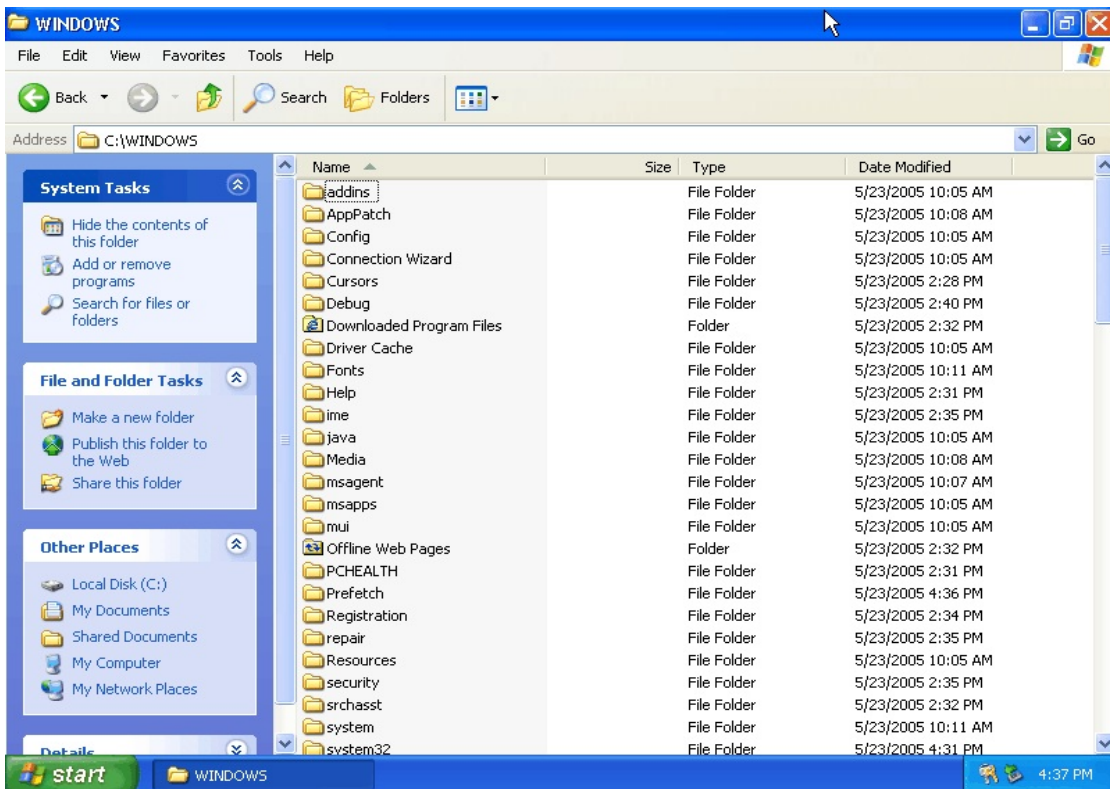 WINDOWS
File Edit View Favorites Tools Help
Back Search Folders
Address C:\WINDOWS Go
System Tasks
Hide the contents of
this folder
Add or remove
programs
Search for files or
folders
File and Folder Tasks
Make a new folder
Publish this folder to
the Web
Share this folder
Other Places
Local Disk (C:)
My Documents
Shared Documents
My Computer
My Network Places
Details
Name Size Type Date Modified
addins File Folder 5/23/2005 10:05 AM
AppPatch File Folder 5/23/2005 10:08 AM
Config File Folder 5/23/2005 10:05 AM
Connection Wizard File Folder 5/23/2005 10:05 AM
Cursors File Folder 5/23/2005 2:28 PM
Debug File Folder 5/23/2005 2:40 PM
Downloaded Program Files Folder 5/23/2005 2:32 PM
Driver Cache File Folder 5/23/2005 10:05 AM
Fonts File Folder 5/23/2005 10:11 AM
Help File Folder 5/23/2005 2:31 PM
ime File Folder 5/23/2005 2:35 PM
java File Folder 5/23/2005 10:05 AM
Media File Folder 5/23/2005 10:08 AM
msagent File Folder 5/23/2005 10:07 AM
msapps File Folder 5/23/2005 10:05 AM
mui File Folder 5/23/2005 10:05 AM
Offline Web Pages Folder 5/23/2005 2:32 PM
PCHEALTH File Folder 5/23/2005 2:31 PM
Prefetch File Folder 5/23/2005 4:36 PM
Registration File Folder 5/23/2005 2:34 PM
repair File Folder 5/23/2005 2:35 PM
Resources File Folder 5/23/2005 10:05 AM
security File Folder 5/23/2005 2:35 PM
srchasst File Folder 5/23/2005 2:32 PM
system File Folder 5/23/2005 10:11 AM
system32 File Folder 5/23/2005 4:31 PM
start WINDOWS 4:37 PM